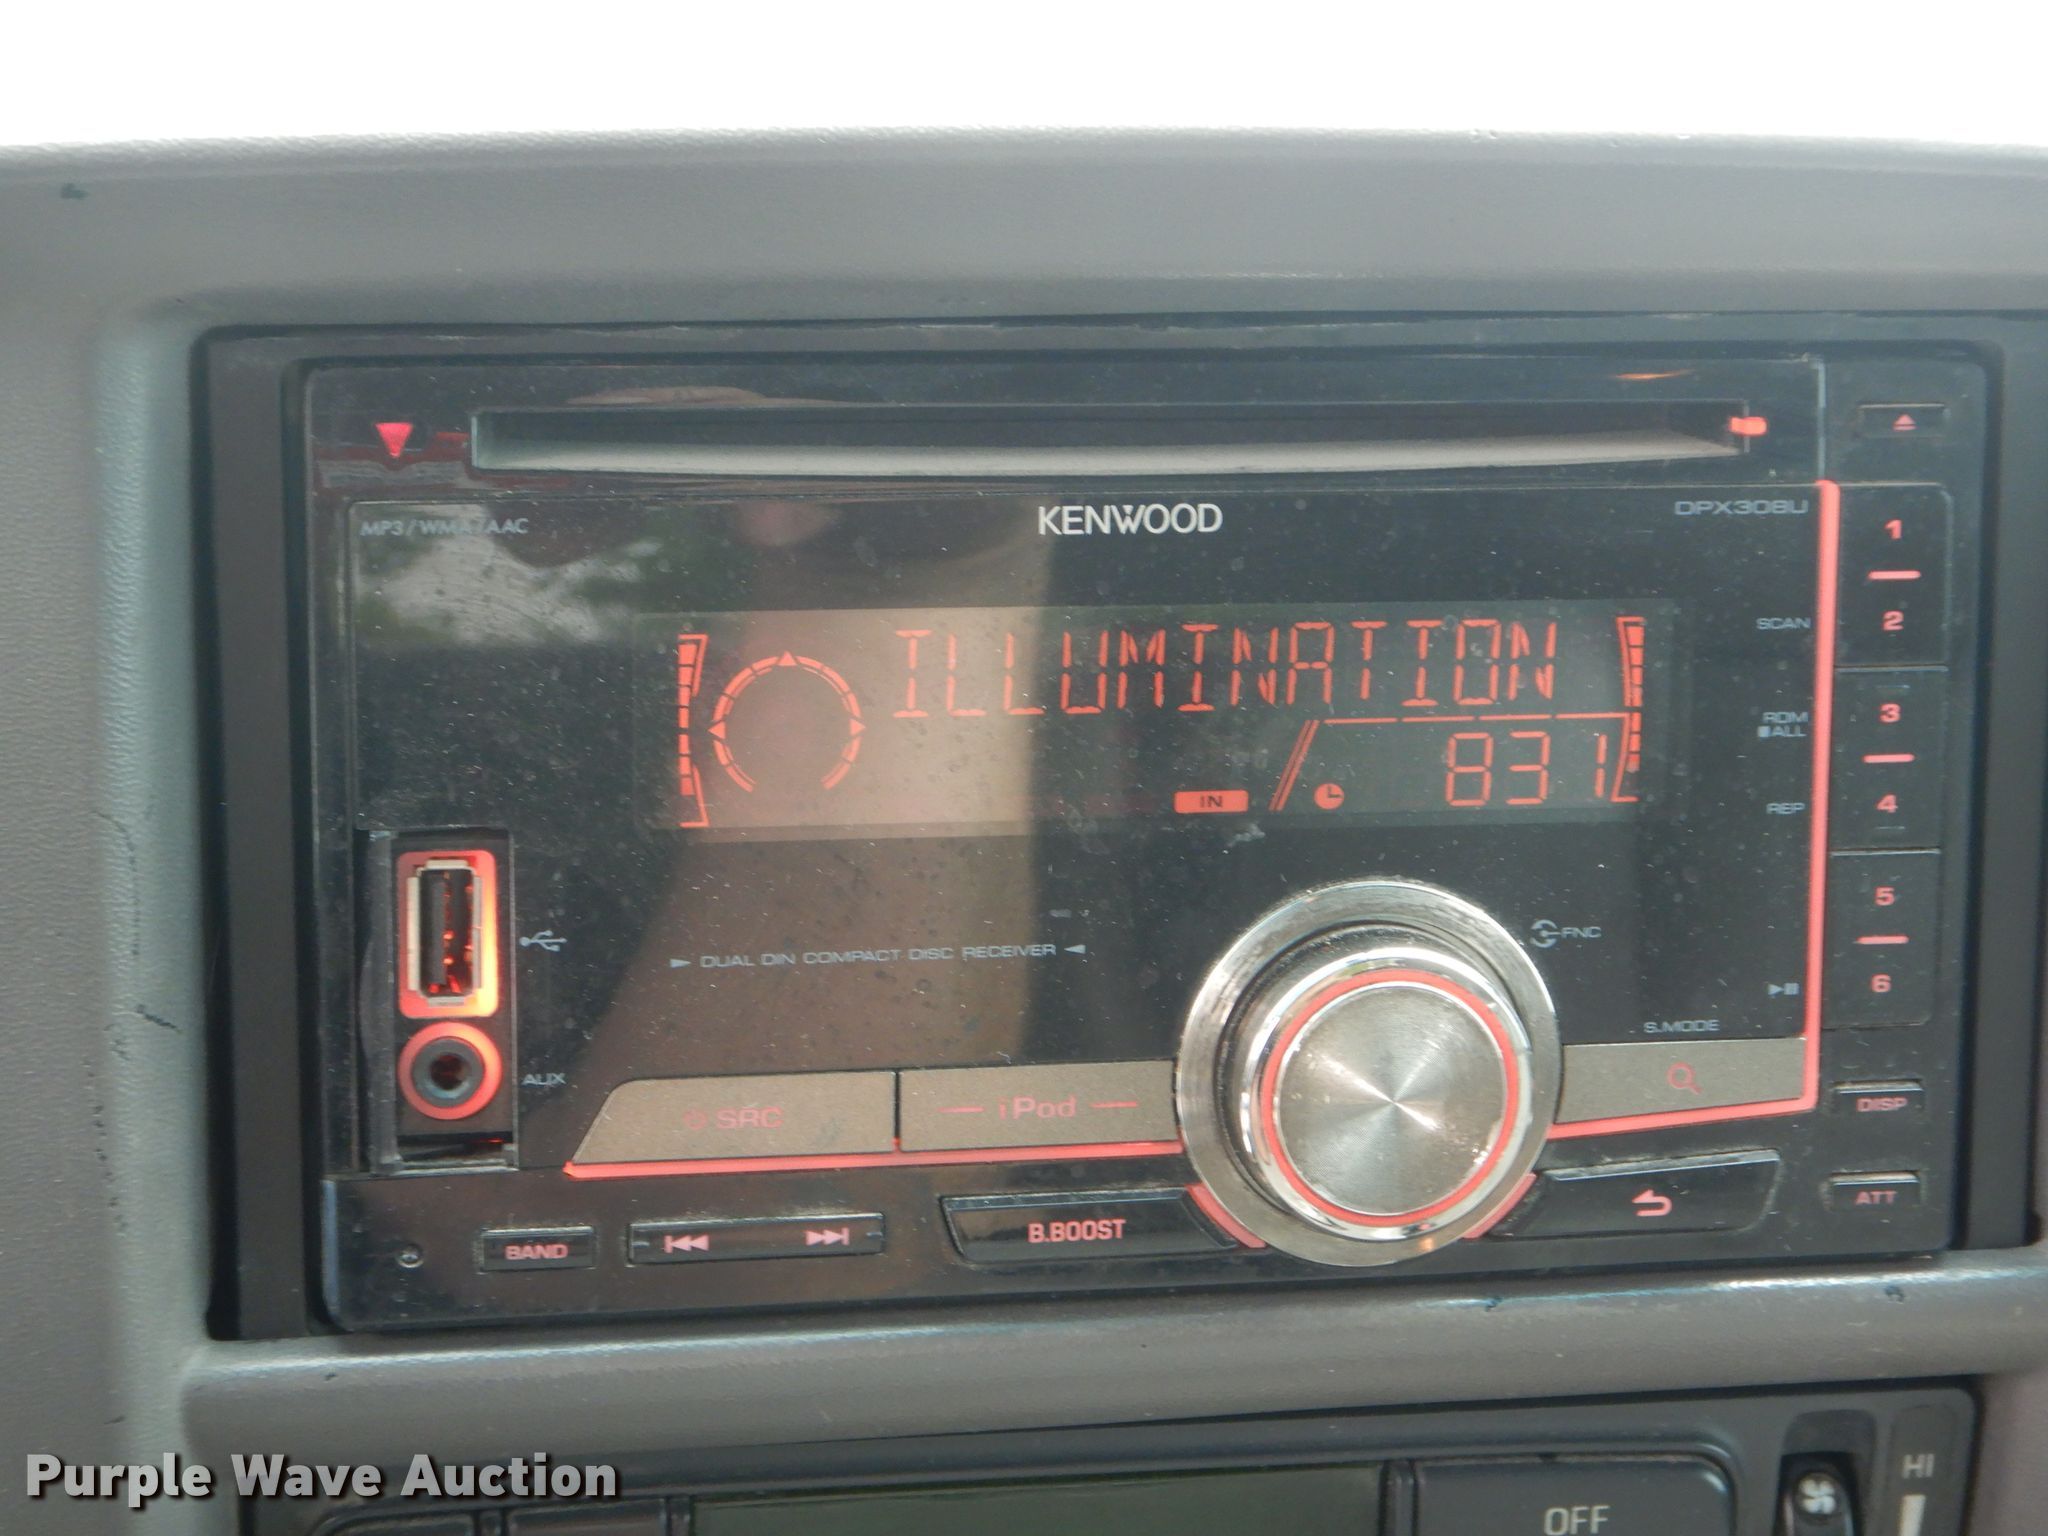 MP3/WMA/AAC
KENWOOD
DPX308U
1
SCAN
2
ILLUMINATION
RDM
ALL
3
IN
831
REP
4
5
FNC
DUAL DIN COMPACT DISC RECEIVER
6
S.MODE
AUX
SRC
iPod
DISP
ATT
BAND
B.BOOST
HI
OFF
Purple Wave Auction